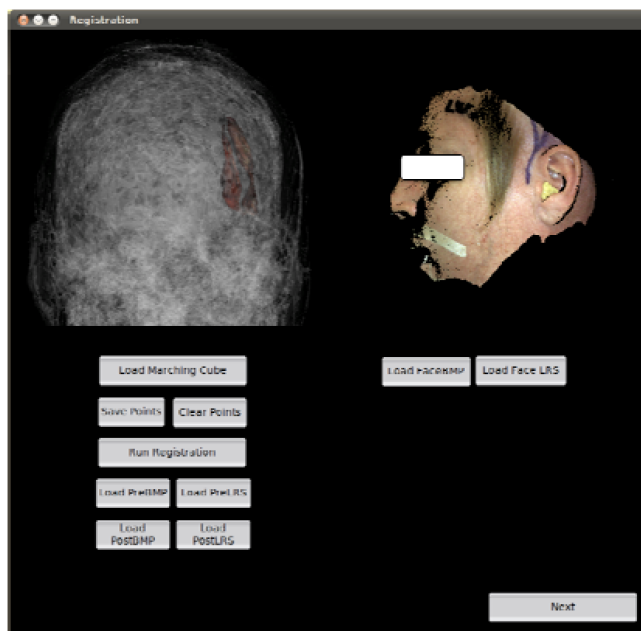 Registration
Load Marching Cube
Load FaceBMP Load Face LRS
Save Points Clear Points
Run Registration
Load PreBMP Load PreLRS
Load PostBMP Load PostLRS
Next